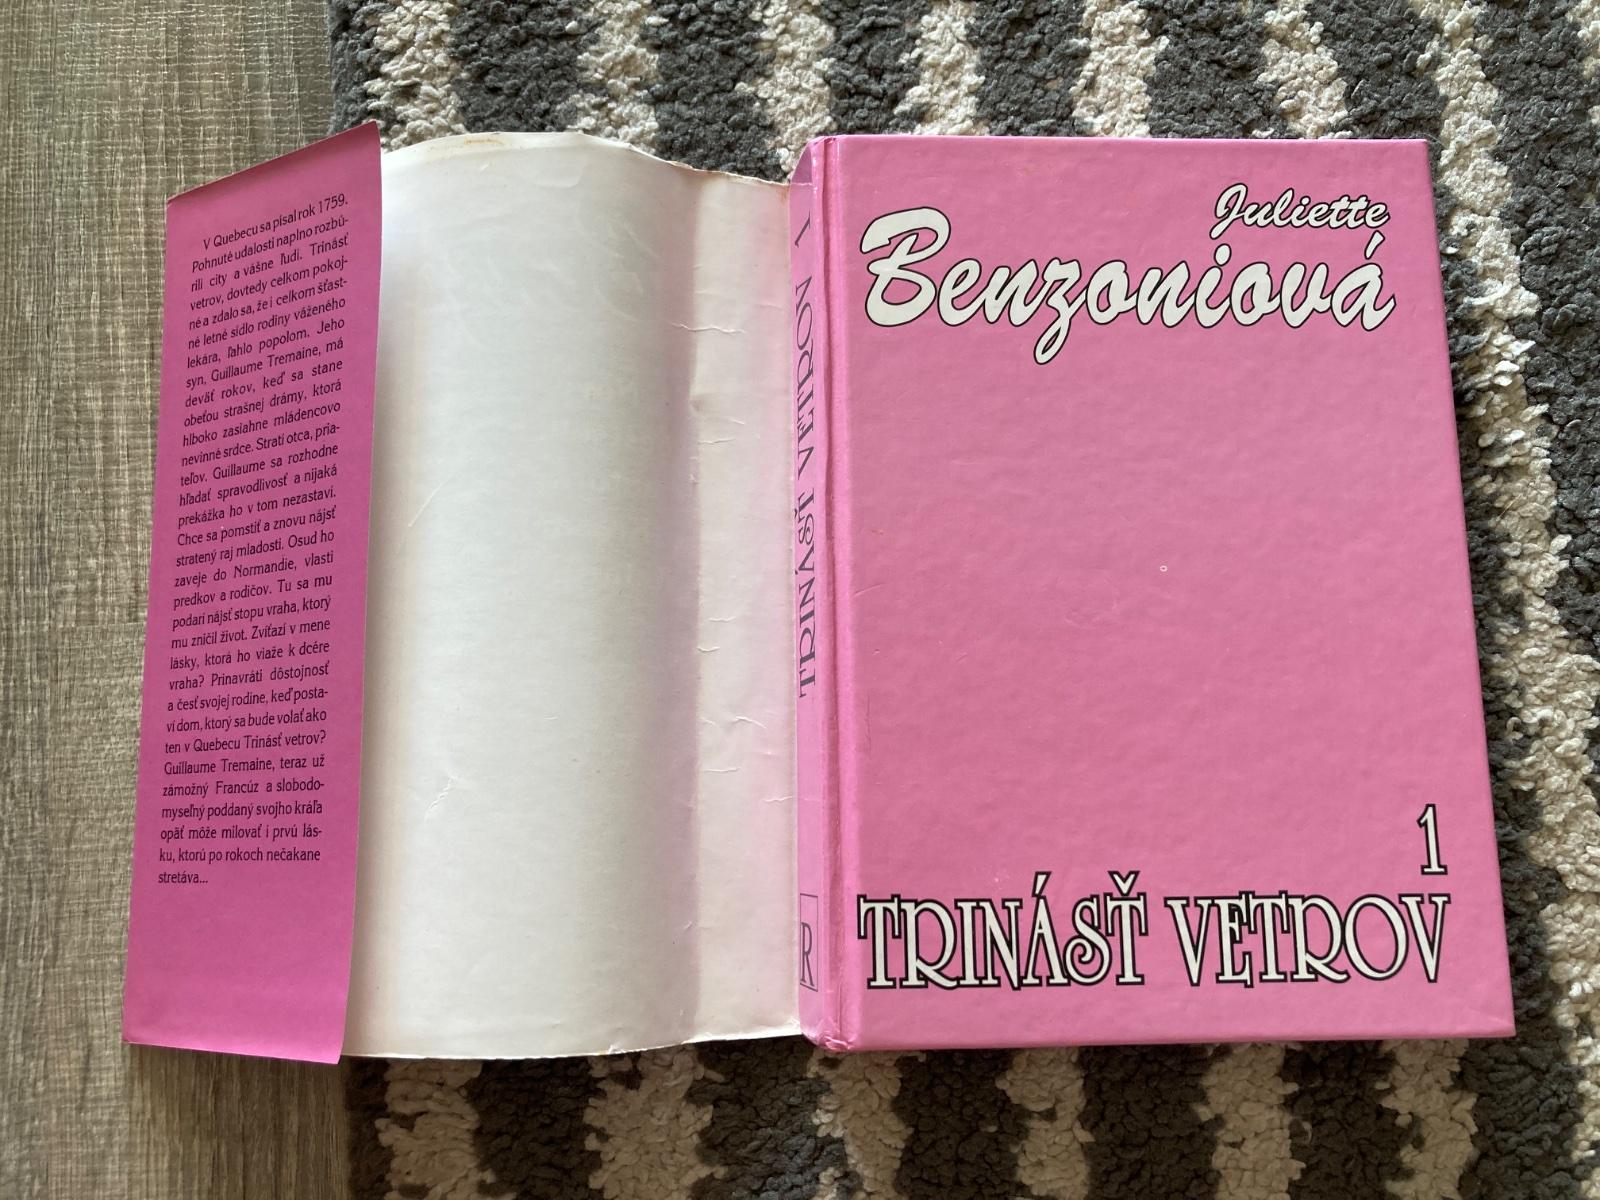 V Quebecu sa písal rok 1759.
Pohnuté udalosti naplno rozbú-
rili city a vášne ľudí. Trinásť
vetrov, dovtedy celkom pokoj-
né a zdalo sa, že i celkom šťast-
né letné sídlo rodiny váženého
lekára, ľahlo popolom. Jeho
syn, Guillaume Tremaine, má
deväť rokov, keď sa stane
obeťou strašnej drámy, ktorá
hlboko zasiahne mládencovo
nevinné srdce. Stratí otca, pria-
teľov. Guillaume sa rozhodne
hľadať spravodlivosť a nijaká
prekážka ho v tom nezastaví.
Chce sa pomstiť a znovu nájsť
stratený raj mladosti. Osud ho
zaveje do Normandie, vlasti
predkov a rodičov. Tu sa mu
podarí nájsť stopu vraha, ktorý
mu zničil život. Zvíťazí v mene
lásky, ktorá ho viaže k dcére
vraha? Prinavráti dôstojnosť
a česť svojej rodine, keď posta-
ví dom, ktorý sa bude volať ako
ten v Quebecu Trinásť vetrov?
Guillaume Tremaine, teraz už
zámožný Francúz a slobodo-
myseľný poddaný svojho kráľa
opäť môže milovať i prvú lás-
ku, ktorú po rokoch nečakane
stretáva...
TRINÁSŤ VETROV 1
R
Juliette
Benzoniová
1
TRINÁSŤ VETROV